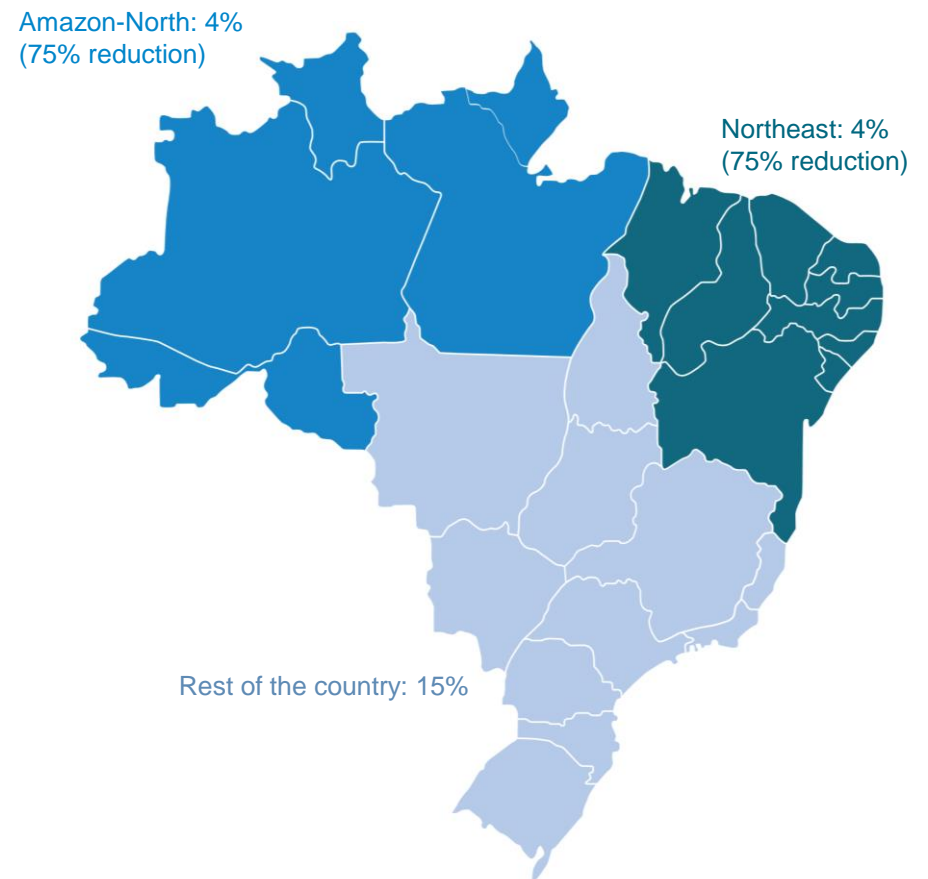 Amazon-North: 4%
(75% reduction)
Northeast: 4%
(75% reduction)
Rest of the country: 15%